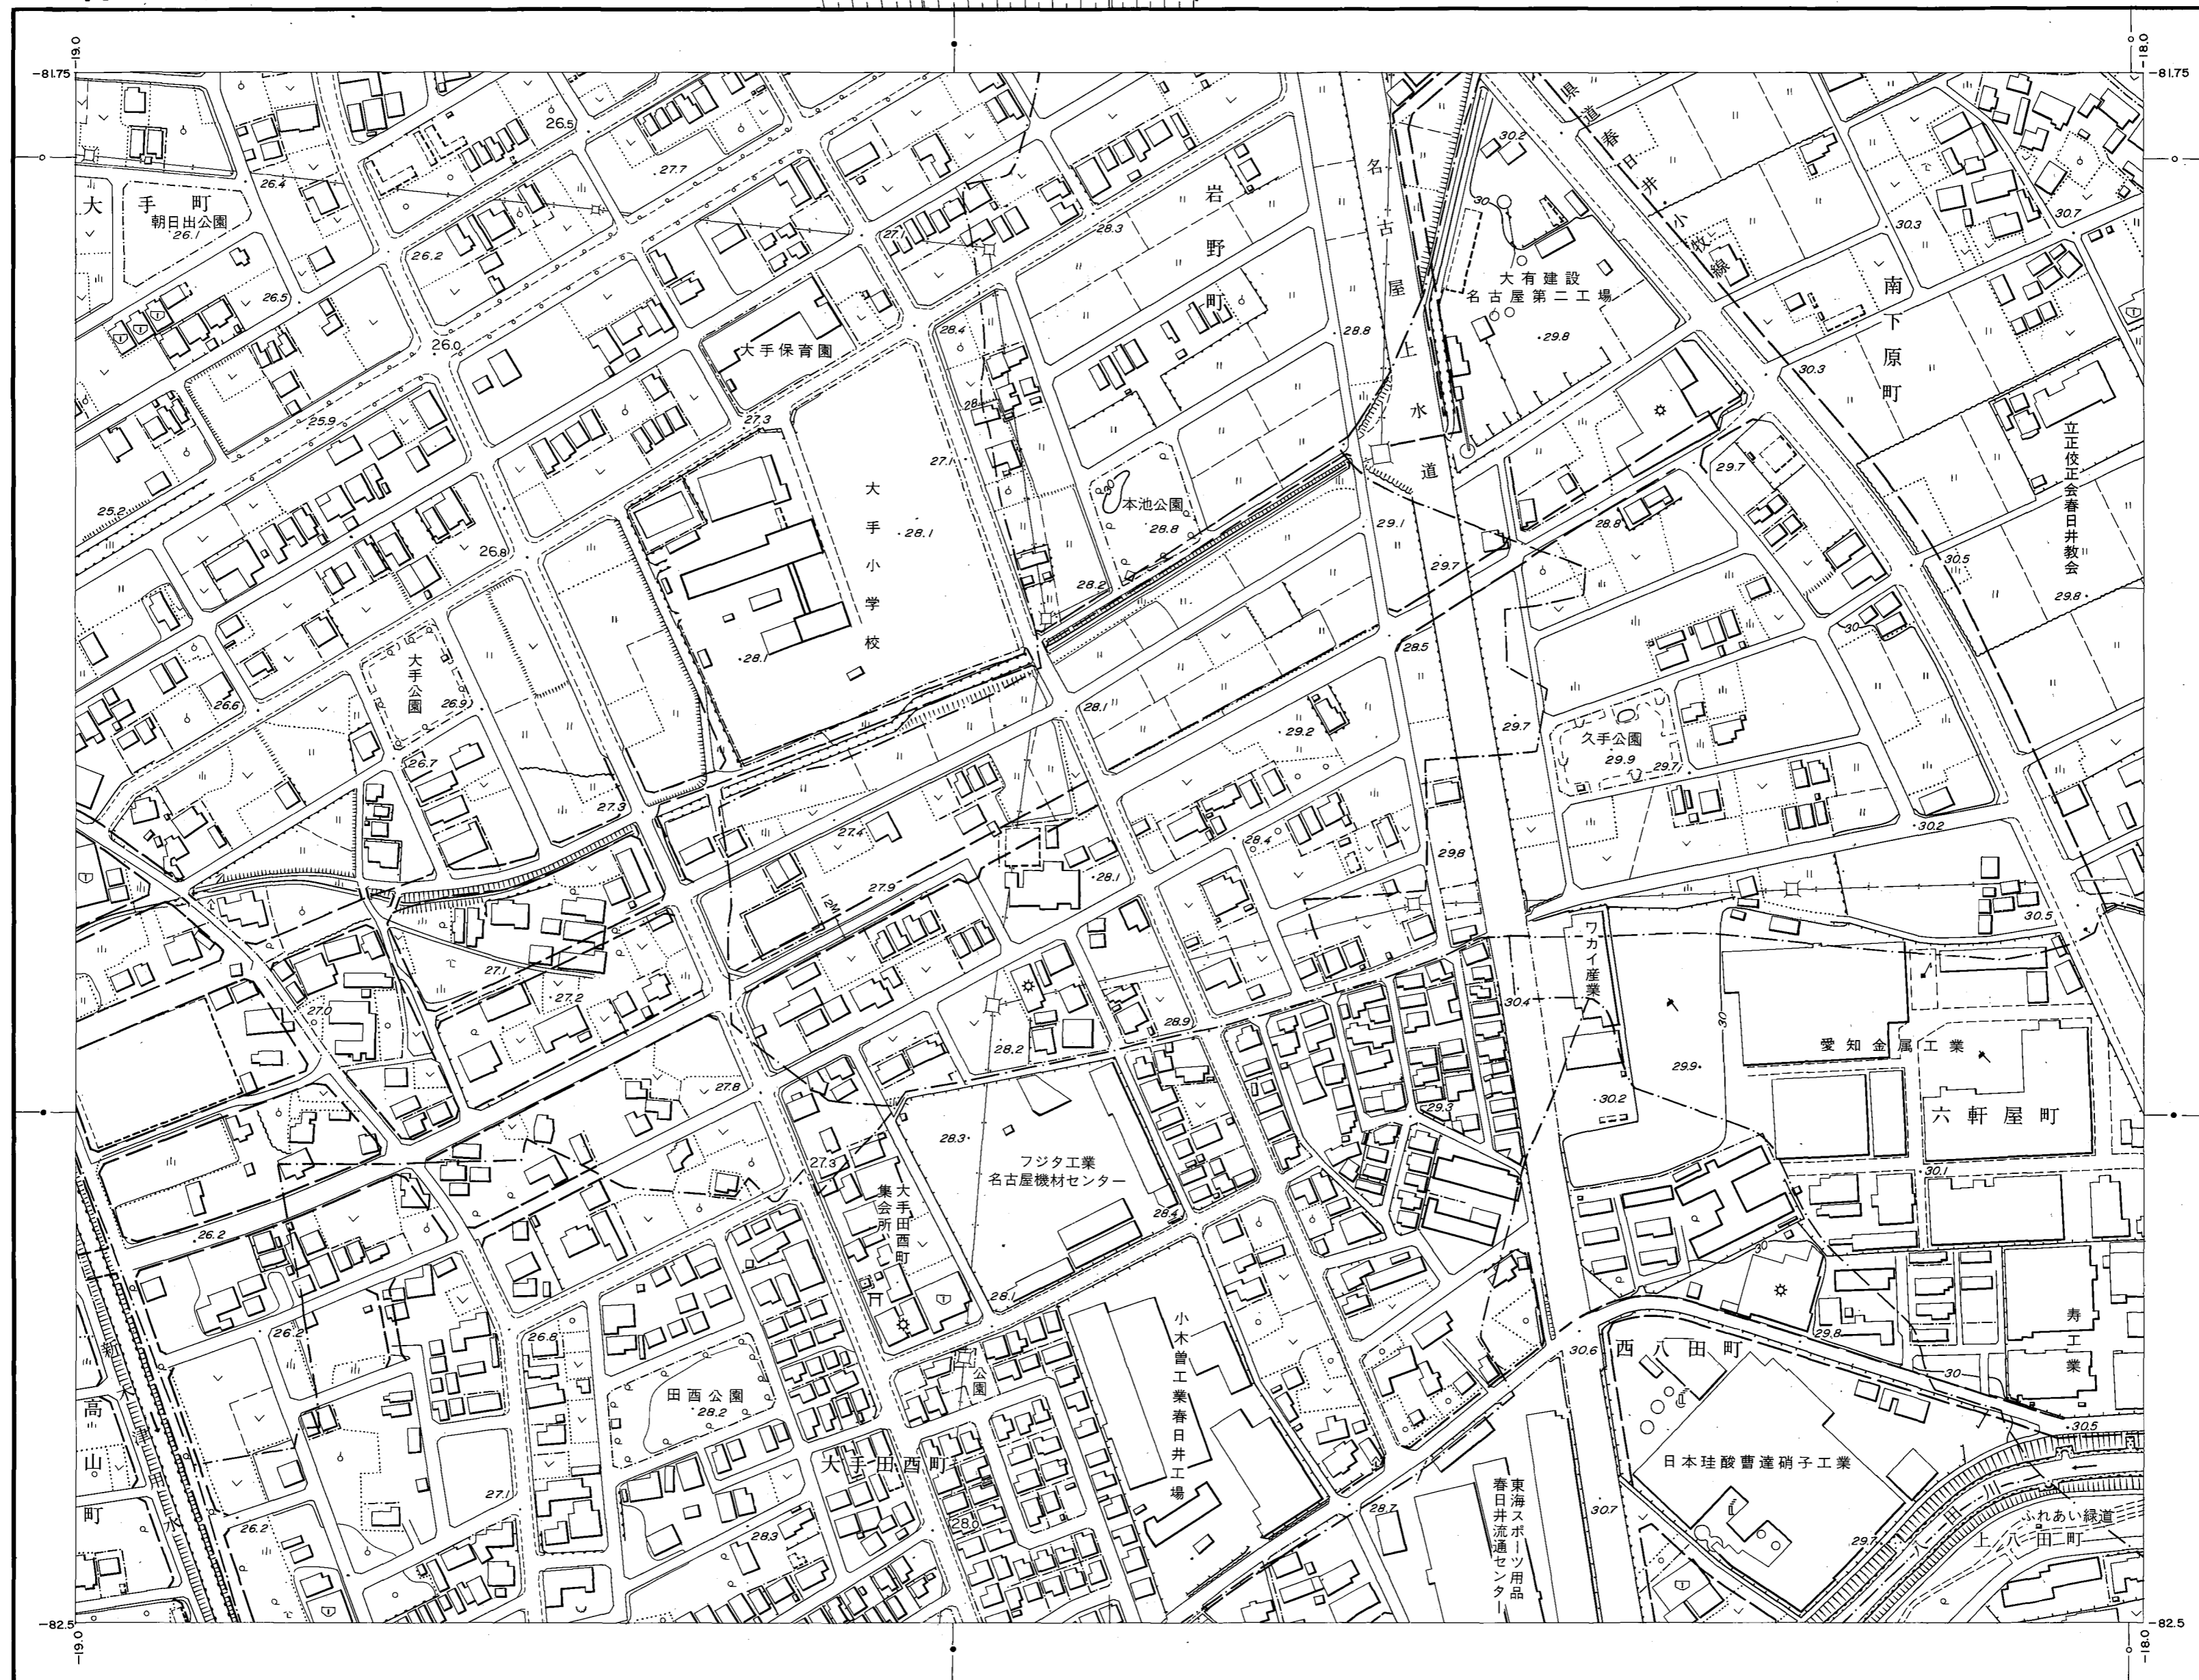 -19.0
-18.0
-81.75
-81.75
県道春日井・小牧線
26.5
30.2
26.4
27.7
名古屋上水道
岩野町
大手町
朝日出公園
26.1
30.7
30.3
27.1
28.3
26.2
30
大有建設
名古屋第二工場
南下原町
26.5
28.4
28.8
29.8
26.0
大手保育園
30.3
28
25.9
27.3
立正佼正会春日井教会
27.1
29.7
大手小学校
本池公園
28.8
25.2
28.1
29.1
28.8
26.8
29.7
30.5
28.2
29.8
30
28.1
28.5
大手公園
26.9
26.6
28.1
29.2
29.7
久手公園
29.9
29.7
26.7
27.3
27.4
28.4
29.8
30.2
27.9
28.1
12M
30.5
ワカイ産業
27.1
27.2
27.0
28.9
30.4
30
28.2
愛知金属工業
29.9
27.8
30.2
29.3
六軒屋町
28.3
27.3
フジタ工業
名古屋機材センター
30.1
大手田酉町
集会所
28.4
26.2
30
28.1
小木曽工業春日井工場
寿工業
26.2
26.8
29.8
30.6
西八田町
新木津用水
30
公園
田酉公園
28.2
高山町
30.5
大手田酉町
日本珪酸曹達硝子工業
27.1
東海スポーツ用品
春日井流通センター
28.7
30.7
26.2
28.3
28.0
29.7
ふれあい緑道
上八田町
-82.5
-82.5
-19.0
-18.0